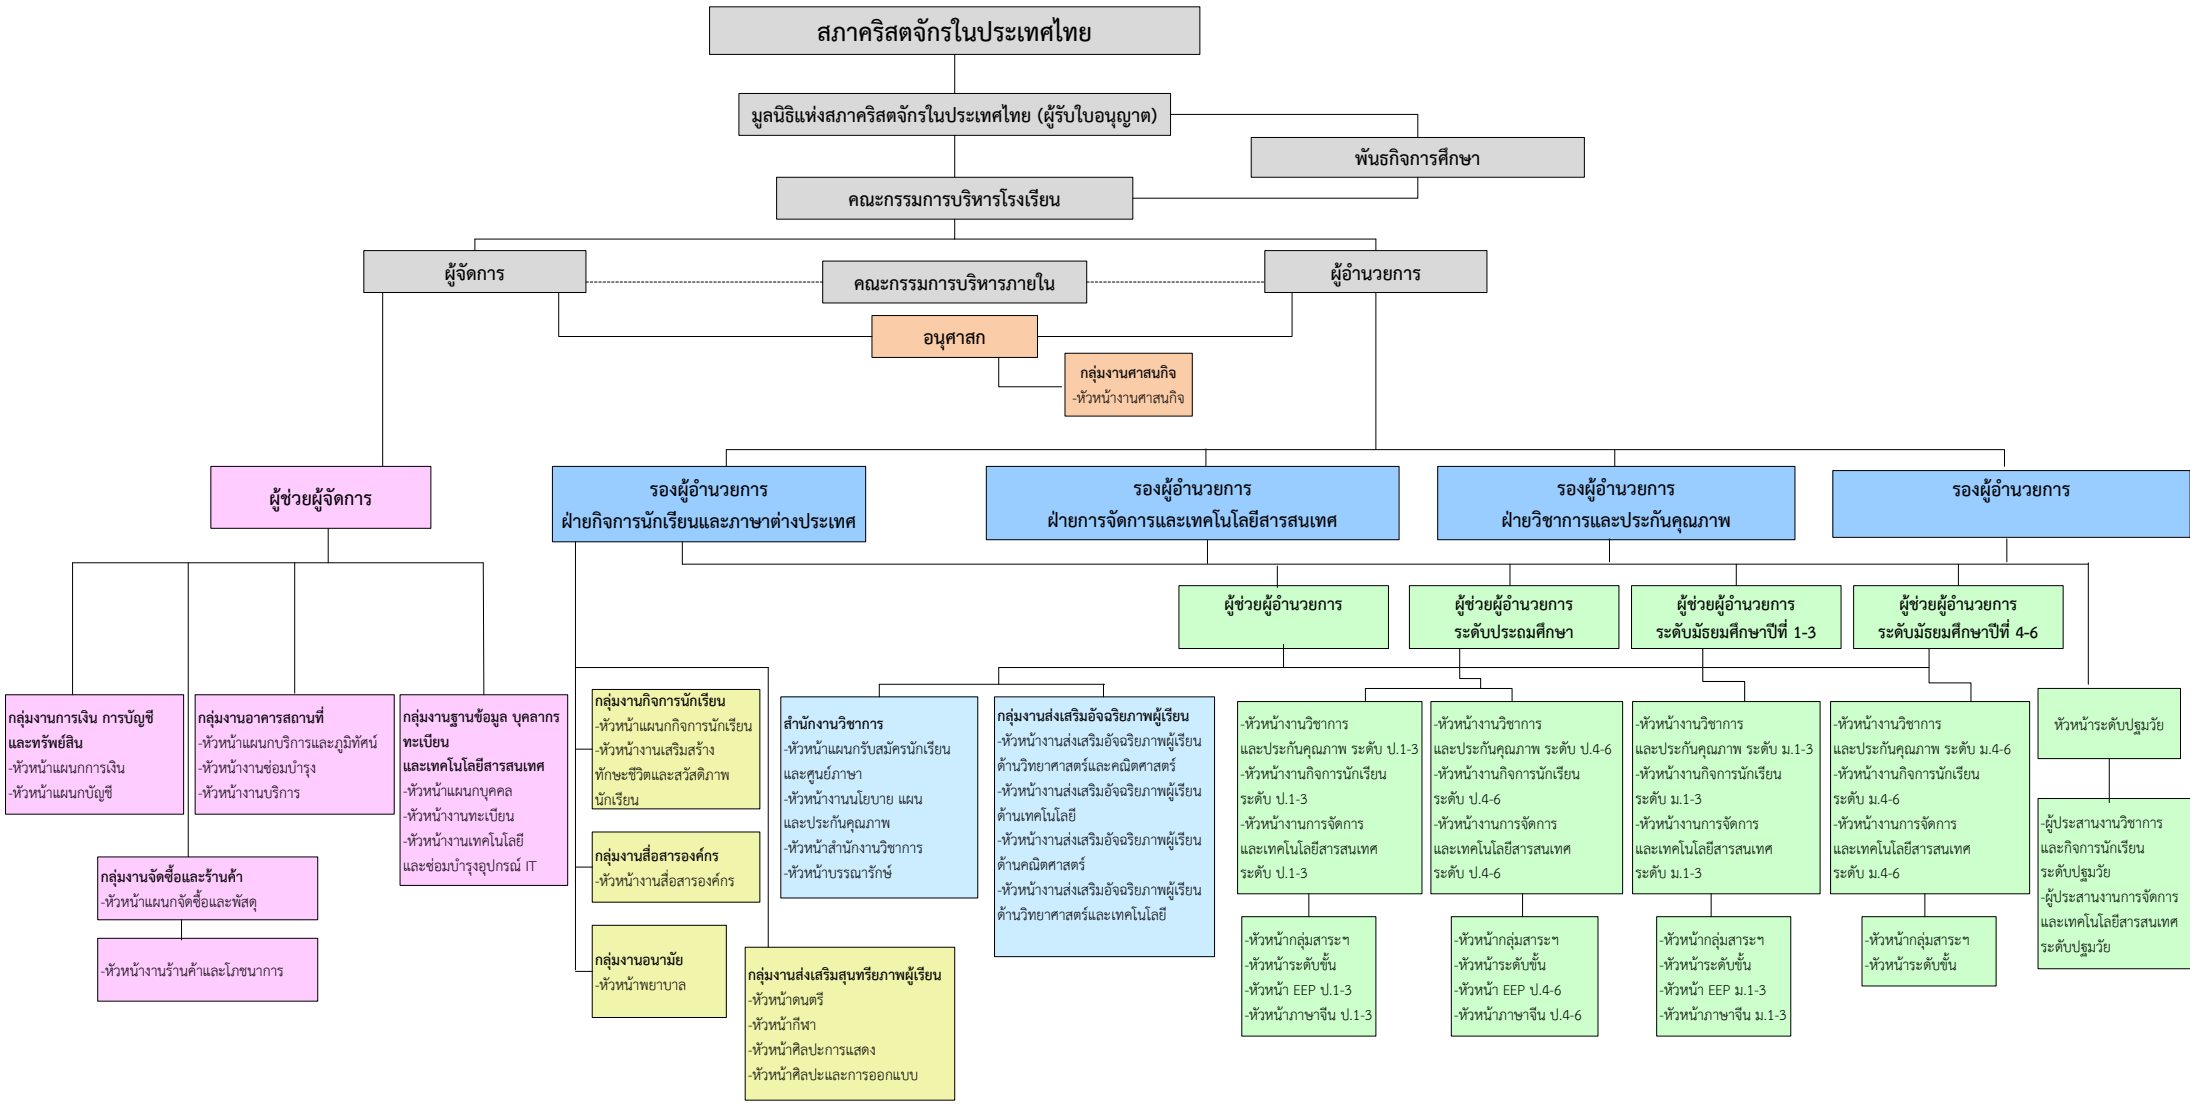 สภาคริสตจักรในประเทศไทย
มูลนิธิแห่งสภาคริสตจักรในประเทศไทย (ผู้รับใบอนุญาต)
พันธกิจการศึกษา
คณะกรรมการบริหารโรงเรียน
ผู้จัดการ
คณะกรรมการบริหารภายใน
ผู้อำนวยการ
อนุศาสก
กลุ่มงานศาสนกิจ
-หัวหน้างานศาสนกิจ
ผู้ช่วยผู้จัดการ
รองผู้อำนวยการ
ฝ่ายกิจการนักเรียนและภาษาต่างประเทศ
รองผู้อำนวยการ
ฝ่ายการจัดการและเทคโนโลยีสารสนเทศ
รองผู้อำนวยการ
ฝ่ายวิชาการและประกันคุณภาพ
รองผู้อำนวยการ
ผู้ช่วยผู้อำนวยการ
ผู้ช่วยผู้อำนวยการ
ระดับประถมศึกษา
ผู้ช่วยผู้อำนวยการ
ระดับมัธยมศึกษาปีที่ 1-3
ผู้ช่วยผู้อำนวยการ
ระดับมัธยมศึกษาปีที่ 4-6
กลุ่มงานการเงิน การบัญชี
และทรัพย์สิน
-หัวหน้าแผนกการเงิน
-หัวหน้าแผนกบัญชี
กลุ่มงานอาคารสถานที่
-หัวหน้าแผนกบริการและภูมิทัศน์
-หัวหน้างานซ่อมบำรุง
-หัวหน้างานบริการ
กลุ่มงานฐานข้อมูล บุคลากร
ทะเบียน
และเทคโนโลยีสารสนเทศ
-หัวหน้าแผนกบุคคล
-หัวหน้างานทะเบียน
-หัวหน้างานเทคโนโลยี
และซ่อมบำรุงอุปกรณ์ IT
กลุ่มงานจัดซื้อและร้านค้า
-หัวหน้าแผนกจัดซื้อและพัสดุ
-หัวหน้างานร้านค้าและโภชนาการ
กลุ่มงานกิจการนักเรียน
-หัวหน้าแผนกกิจการนักเรียน
-หัวหน้างานเสริมสร้าง
ทักษะชีวิตและสวัสดิภาพ
นักเรียน
กลุ่มงานสื่อสารองค์กร
-หัวหน้างานสื่อสารองค์กร
กลุ่มงานอนามัย
-หัวหน้าพยาบาล
กลุ่มงานส่งเสริมสุนทรียภาพผู้เรียน
-หัวหน้าดนตรี
-หัวหน้ากีฬา
-หัวหน้าศิลปะการแสดง
-หัวหน้าศิลปะและการออกแบบ
สำนักงานวิชาการ
-หัวหน้าแผนกรับสมัครนักเรียน
และศูนย์ภาษา
-หัวหน้างานนโยบาย แผน
และประกันคุณภาพ
-หัวหน้าสำนักงานวิชาการ
-หัวหน้าบรรณารักษ์
กลุ่มงานส่งเสริมอัจฉริยภาพผู้เรียน
-หัวหน้างานส่งเสริมอัจฉริยภาพผู้เรียน
ด้านวิทยาศาสตร์และคณิตศาสตร์
-หัวหน้างานส่งเสริมอัจฉริยภาพผู้เรียน
ด้านเทคโนโลยี
-หัวหน้างานส่งเสริมอัจฉริยภาพผู้เรียน
ด้านคณิตศาสตร์
-หัวหน้างานส่งเสริมอัจฉริยภาพผู้เรียน
ด้านวิทยาศาสตร์และเทคโนโลยี
-หัวหน้างานวิชาการ
และประกันคุณภาพ ระดับ ป.1-3
-หัวหน้างานกิจการนักเรียน
ระดับ ป.1-3
-หัวหน้างานการจัดการ
และเทคโนโลยีสารสนเทศ
ระดับ ป.1-3
-หัวหน้ากลุ่มสาระฯ
-หัวหน้าระดับชั้น
-หัวหน้า EEP ป.1-3
-หัวหน้าภาษาจีน ป.1-3
-หัวหน้างานวิชาการ
และประกันคุณภาพ ระดับ ป.4-6
-หัวหน้างานกิจการนักเรียน
ระดับ ป.4-6
-หัวหน้างานการจัดการ
และเทคโนโลยีสารสนเทศ
ระดับ ป.4-6
-หัวหน้ากลุ่มสาระฯ
-หัวหน้าระดับชั้น
-หัวหน้า EEP ป.4-6
-หัวหน้าภาษาจีน ป.4-6
-หัวหน้างานวิชาการ
และประกันคุณภาพ ระดับ ม.1-3
-หัวหน้างานกิจการนักเรียน
ระดับ ม.1-3
-หัวหน้างานการจัดการ
และเทคโนโลยีสารสนเทศ
ระดับ ม.1-3
-หัวหน้ากลุ่มสาระฯ
-หัวหน้าระดับชั้น
-หัวหน้า EEP ม.1-3
-หัวหน้าภาษาจีน ม.1-3
-หัวหน้างานวิชาการ
และประกันคุณภาพ ระดับ ม.4-6
-หัวหน้างานกิจการนักเรียน
ระดับ ม.4-6
-หัวหน้างานการจัดการ
และเทคโนโลยีสารสนเทศ
ระดับ ม.4-6
-หัวหน้ากลุ่มสาระฯ
-หัวหน้าระดับชั้น
หัวหน้าระดับปฐมวัย
-ผู้ประสานงานวิชาการ
และกิจการนักเรียน
ระดับปฐมวัย
-ผู้ประสานงานการจัดการ
และเทคโนโลยีสารสนเทศ
ระดับปฐมวัย